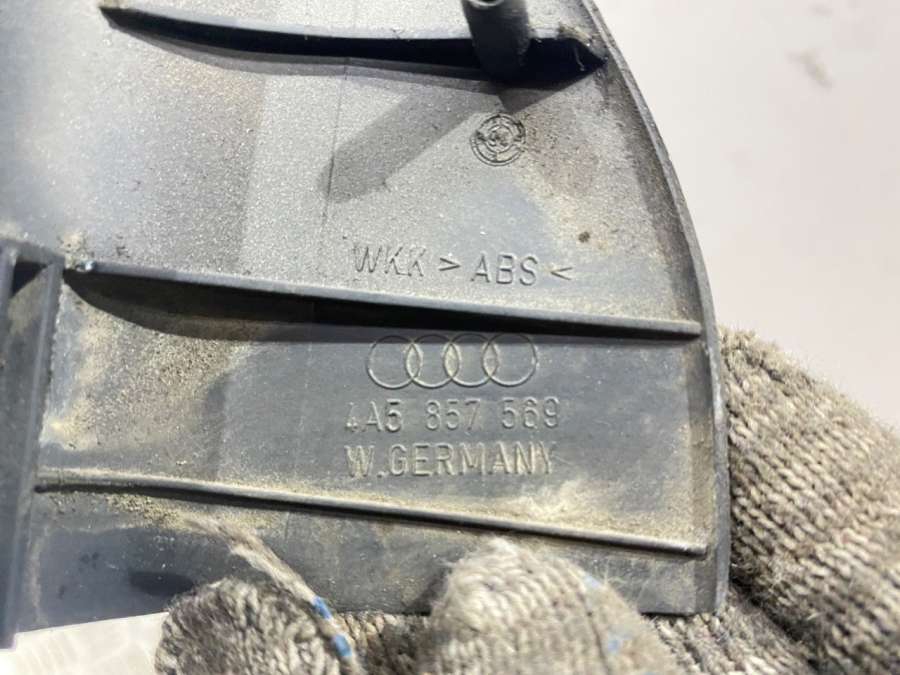 WKK > ABS <
4A5 857 569
W.GERMANY